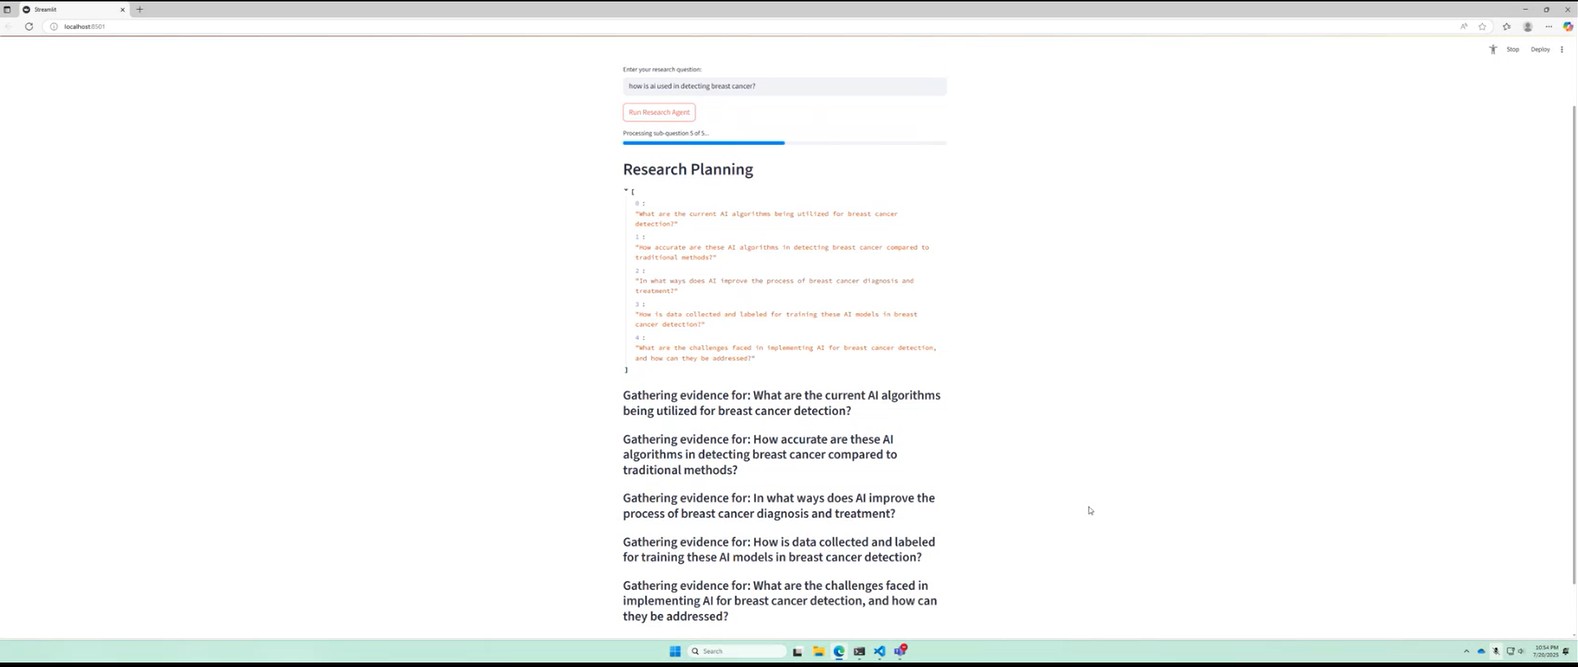 Streamlit
localhost:8501
Stop
Deploy
Enter your research question:
how is ai used in detecting breast cancer?
Run Research Agent
Processing sub-question 5 of 5...
Research Planning
[
0 :
"What are the current AI algorithms being utilized for breast cancer
detection?"
1 :
"How accurate are these AI algorithms in detecting breast cancer compared to
traditional methods?"
2 :
"In what ways does AI improve the process of breast cancer diagnosis and
treatment?"
3 :
"How is data collected and labeled for training these AI models in breast
cancer detection?"
4 :
"What are the challenges faced in implementing AI for breast cancer detection,
and how can they be addressed?"
]
Gathering evidence for: What are the current AI algorithms
being utilized for breast cancer detection?
Gathering evidence for: How accurate are these AI
algorithms in detecting breast cancer compared to
traditional methods?
Gathering evidence for: In what ways does AI improve the
process of breast cancer diagnosis and treatment?
Gathering evidence for: How is data collected and labeled
for training these AI models in breast cancer detection?
Gathering evidence for: What are the challenges faced in
implementing AI for breast cancer detection, and how can
they be addressed?
Search
10:54 PM
7/20/2025